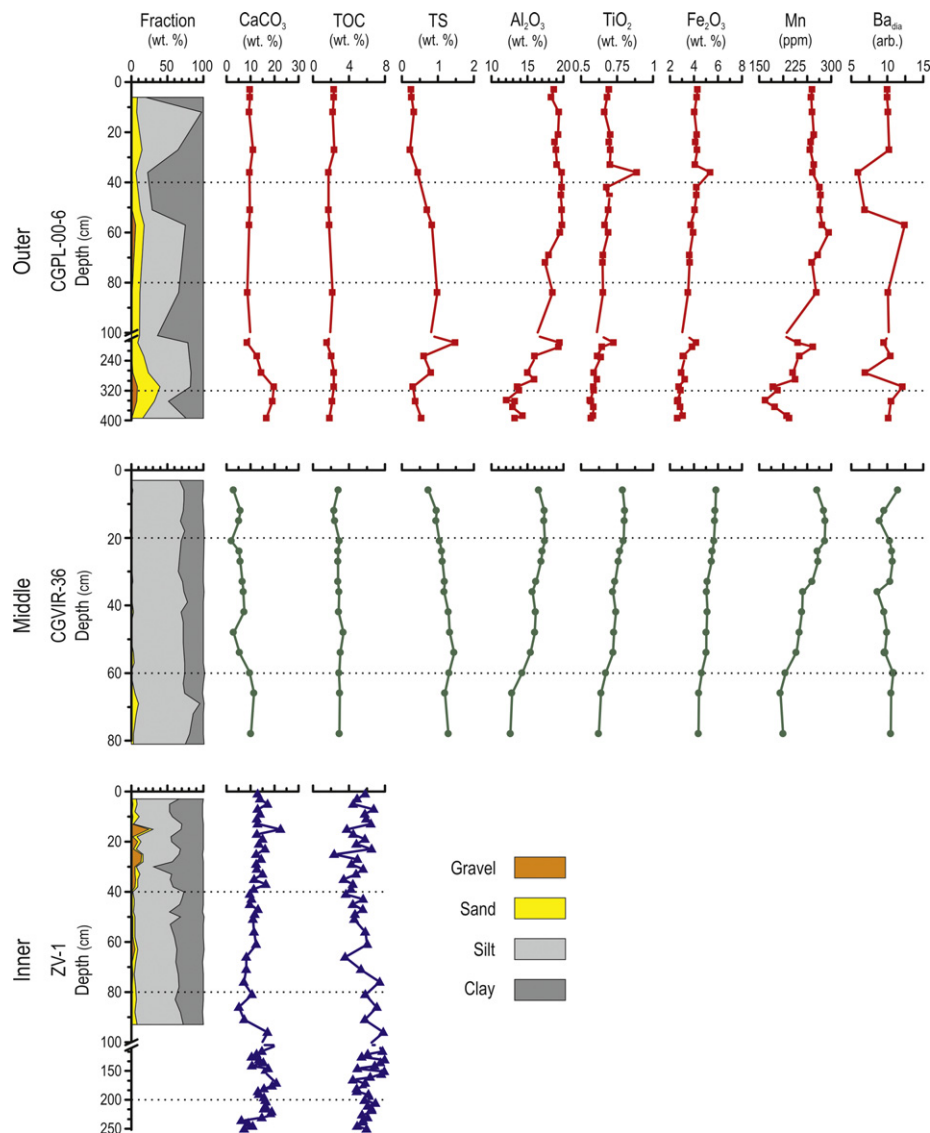 Fraction CaCO₃ TOC TS Al₂O₃ TiO₂ Fe₂O₃ Mn Ba_dia
(wt. %) (wt. %) (wt. %) (wt. %) (wt. %) (wt. %) (wt. %) (ppm) (arb.)
0 50 100 0 10 20 30 0 4 8 0 1 2 10 15 20 0.5 0.75 1 2 4 6 8 150 225 300 5 10 15
Outer
CGPL-00-6
Depth (cm)
0
20
40
60
80
100
240
320
400
Middle
CGVIR-36
Depth (cm)
0
20
40
60
80
Inner
ZV-1
Depth (cm)
0
20
40
60
80
100
150
200
250
Gravel
Sand
Silt
Clay